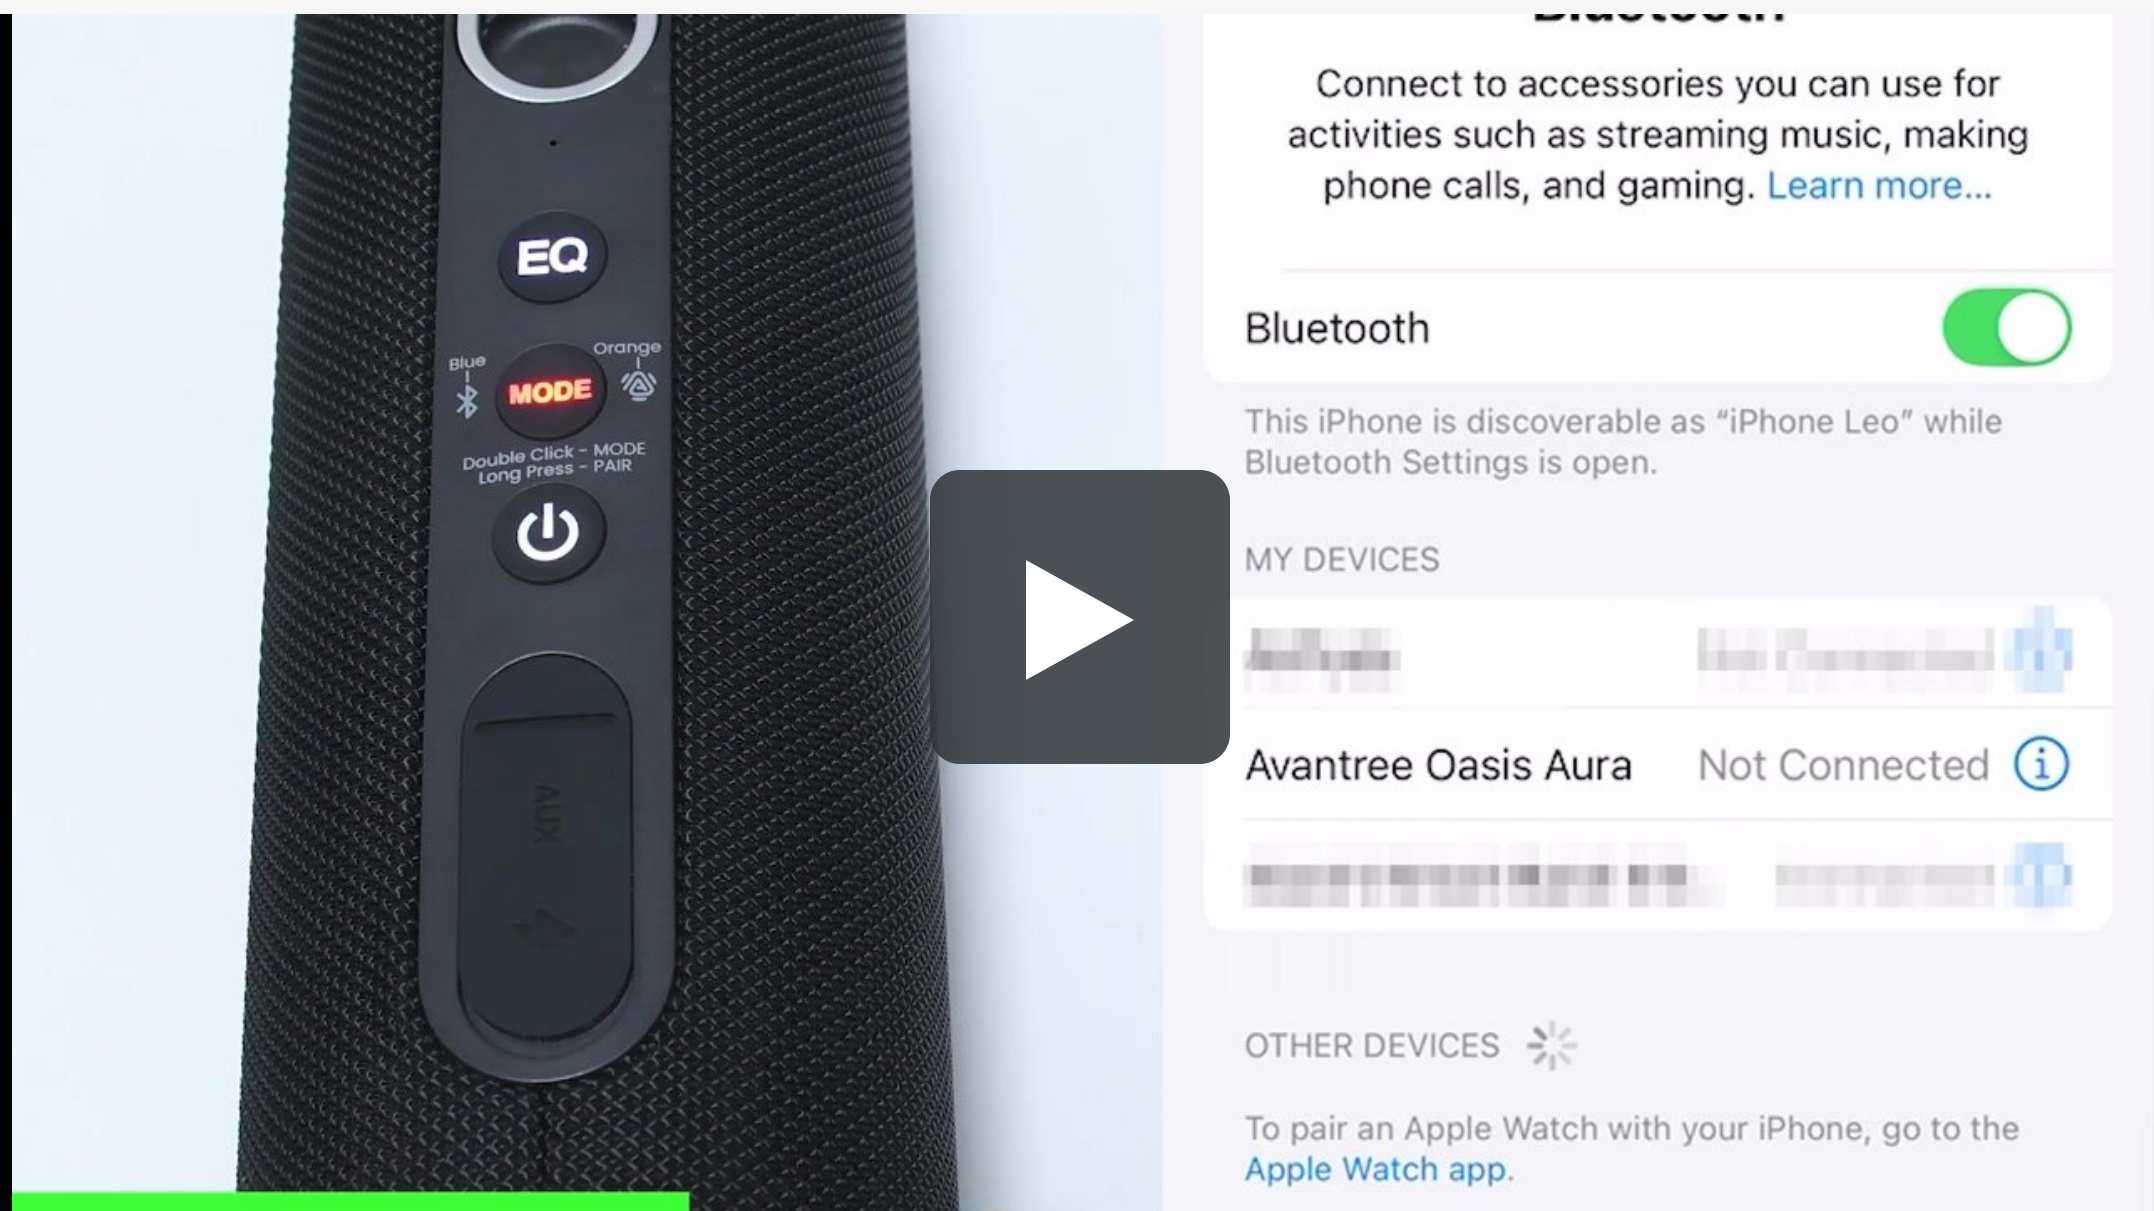 EQ
Blue
Orange
MODE
Double Click - MODE
Long Press - PAIR
AUX
Connect to accessories you can use for
activities such as streaming music, making
phone calls, and gaming. Learn more...
Bluetooth
This iPhone is discoverable as “iPhone Leo” while
Bluetooth Settings is open.
MY DEVICES
Avantree Oasis Aura Not Connected
OTHER DEVICES
To pair an Apple Watch with your iPhone, go to the
Apple Watch app.